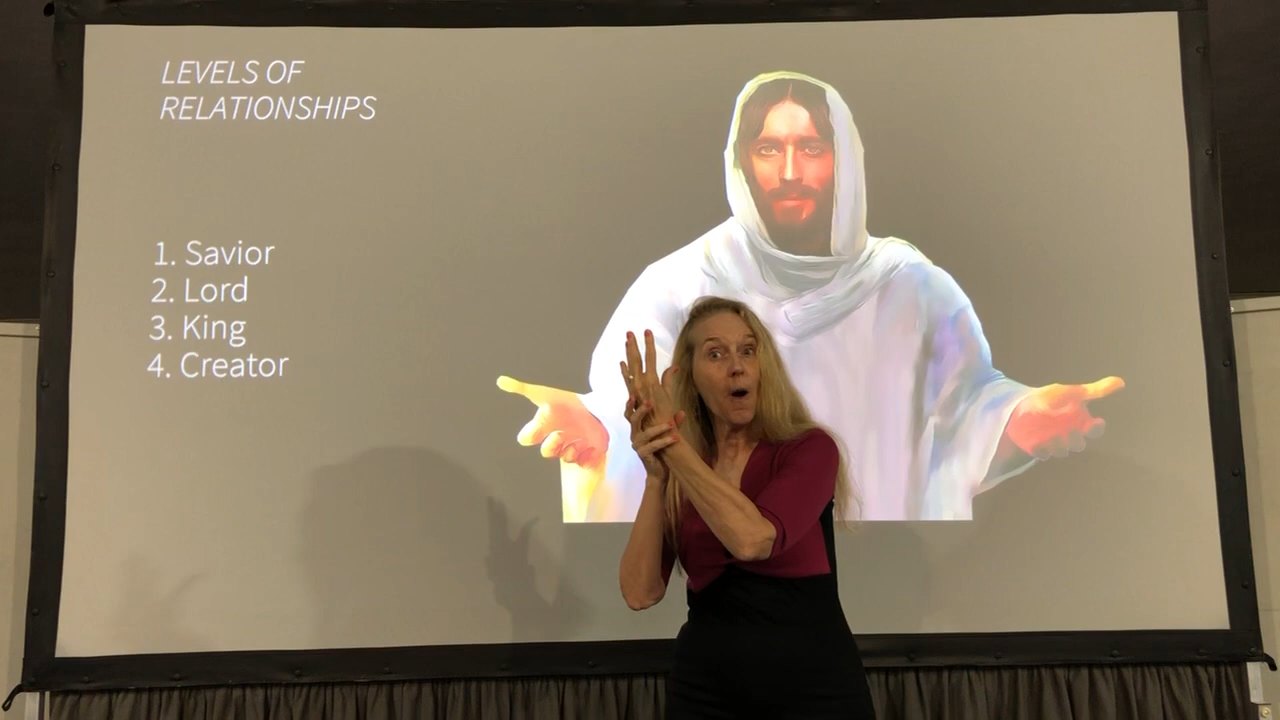 LEVELS OF
RELATIONSHIPS
1. Savior
2. Lord
3. King
4. Creator